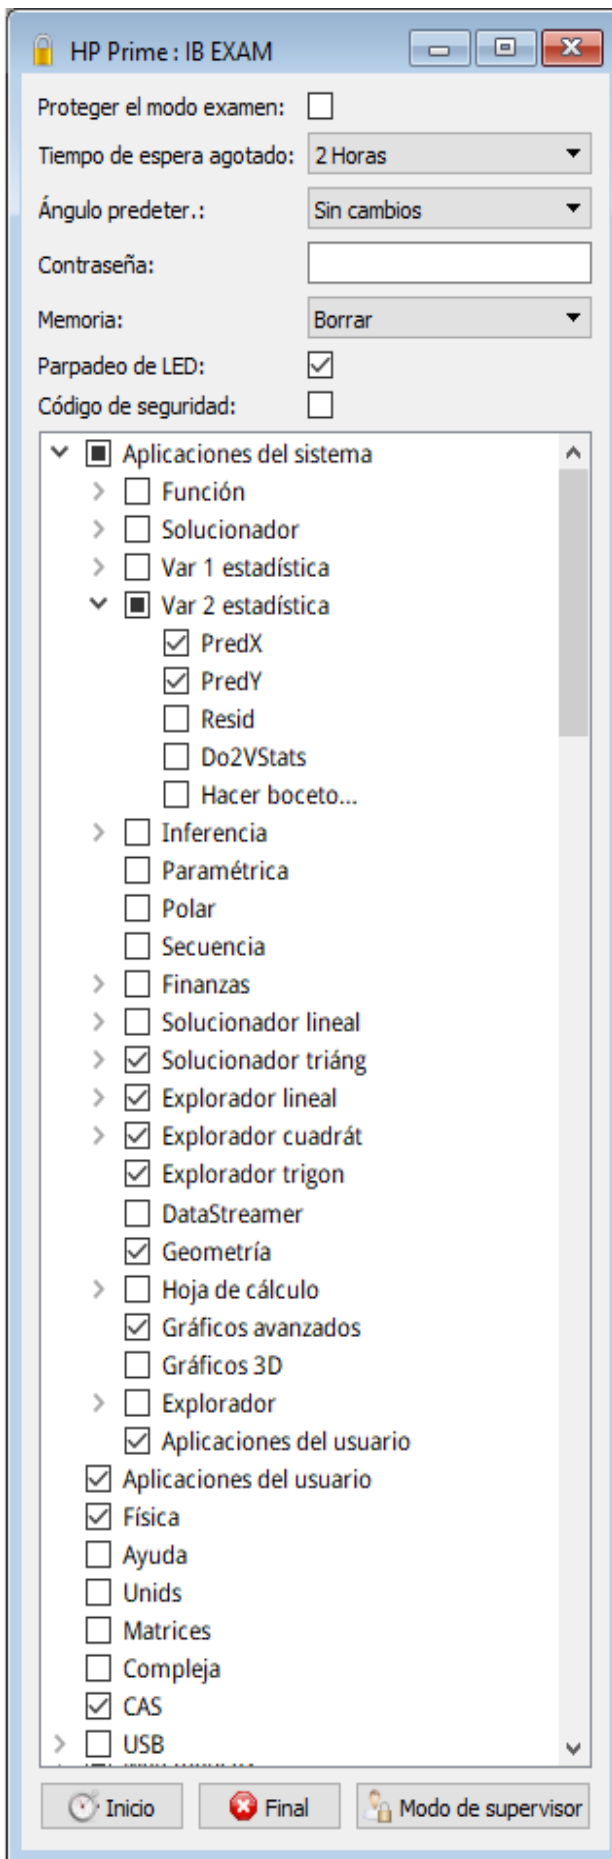 HP Prime : IB EXAM
Proteger el modo examen:
Tiempo de espera agotado: 2 Horas
Ángulo predeter.: Sin cambios
Contraseña:
Memoria: Borrar
Parpadeo de LED:
Código de seguridad:
Aplicaciones del sistema
Función
Solucionador
Var 1 estadística
Var 2 estadística
PredX
PredY
Resid
Do2VStats
Hacer boceto...
Inferencia
Paramétrica
Polar
Secuencia
Finanzas
Solucionador lineal
Solucionador triáng
Explorador lineal
Explorador cuadrát
Explorador trigon
DataStreamer
Geometría
Hoja de cálculo
Gráficos avanzados
Gráficos 3D
Explorador
Aplicaciones del usuario
Aplicaciones del usuario
Física
Ayuda
Unids
Matrices
Compleja
CAS
USB
Inicio Final Modo de supervisor